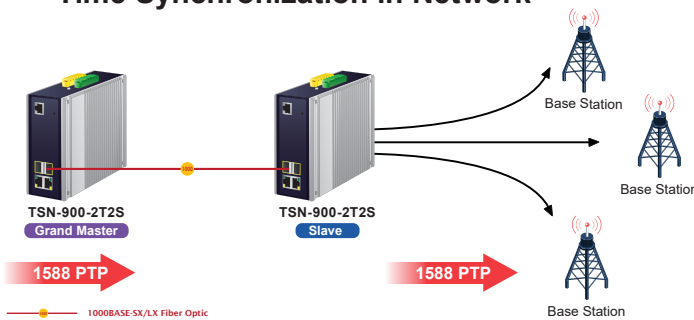 Time Synchronization in Network
Base Station
Base Station
1000
TSN-900-2T2S
Grand Master
TSN-900-2T2S
Slave
1588 PTP
1588 PTP
Base Station
1000BASE-SX/LX Fiber Optic